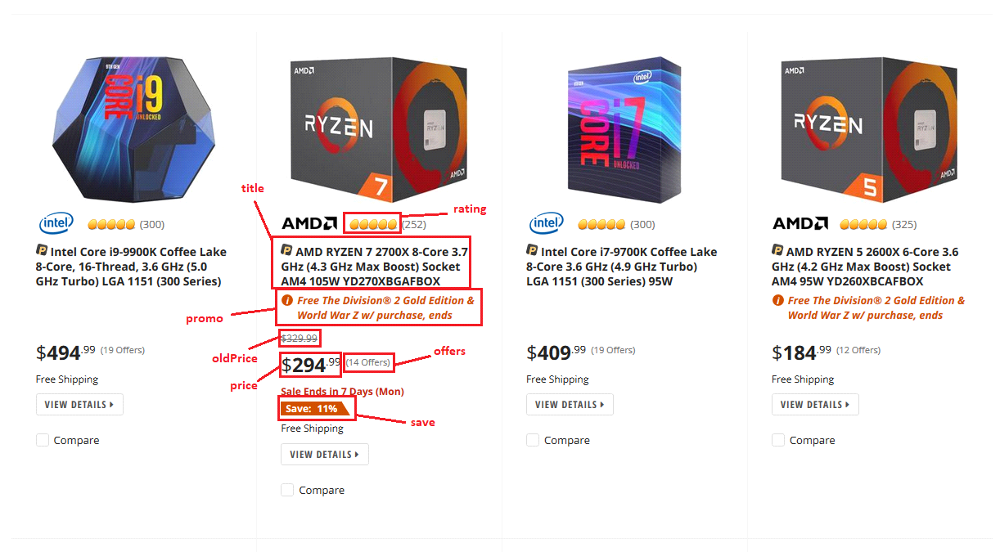 9TH GEN
CORE i9
UNLOCKED
intel
(300)
Intel Core i9-9900K Coffee Lake
8-Core, 16-Thread, 3.6 GHz (5.0
GHz Turbo) LGA 1151 (300 Series)
$494.99 (19 Offers)
Free Shipping
VIEW DETAILS
Compare
AMD
RYZEN
7
RYZEN
AMD
title
rating
AMD
(252)
AMD RYZEN 7 2700X 8-Core 3.7
GHz (4.3 GHz Max Boost) Socket
AM4 105W YD270XBGAFBOX
promo
Free The Division® 2 Gold Edition &
World War Z w/ purchase, ends
oldPrice
$329.99
price
$294.99 (14 Offers)
offers
Sale Ends in 7 Days (Mon)
Save: 11%
save
Free Shipping
VIEW DETAILS
Compare
intel
CORE i7
UNLOCKED
intel
(300)
Intel Core i7-9700K Coffee Lake
8-Core 3.6 GHz (4.9 GHz Turbo)
LGA 1151 (300 Series) 95W
$409.99 (19 Offers)
Free Shipping
VIEW DETAILS
Compare
AMD
RYZEN
5
RYZEN
AMD
AMD
(325)
AMD RYZEN 5 2600X 6-Core 3.6
GHz (4.2 GHz Max Boost) Socket
AM4 95W YD260XBCAFBOX
Free The Division® 2 Gold Edition &
World War Z w/ purchase, ends
$184.99 (12 Offers)
Free Shipping
VIEW DETAILS
Compare